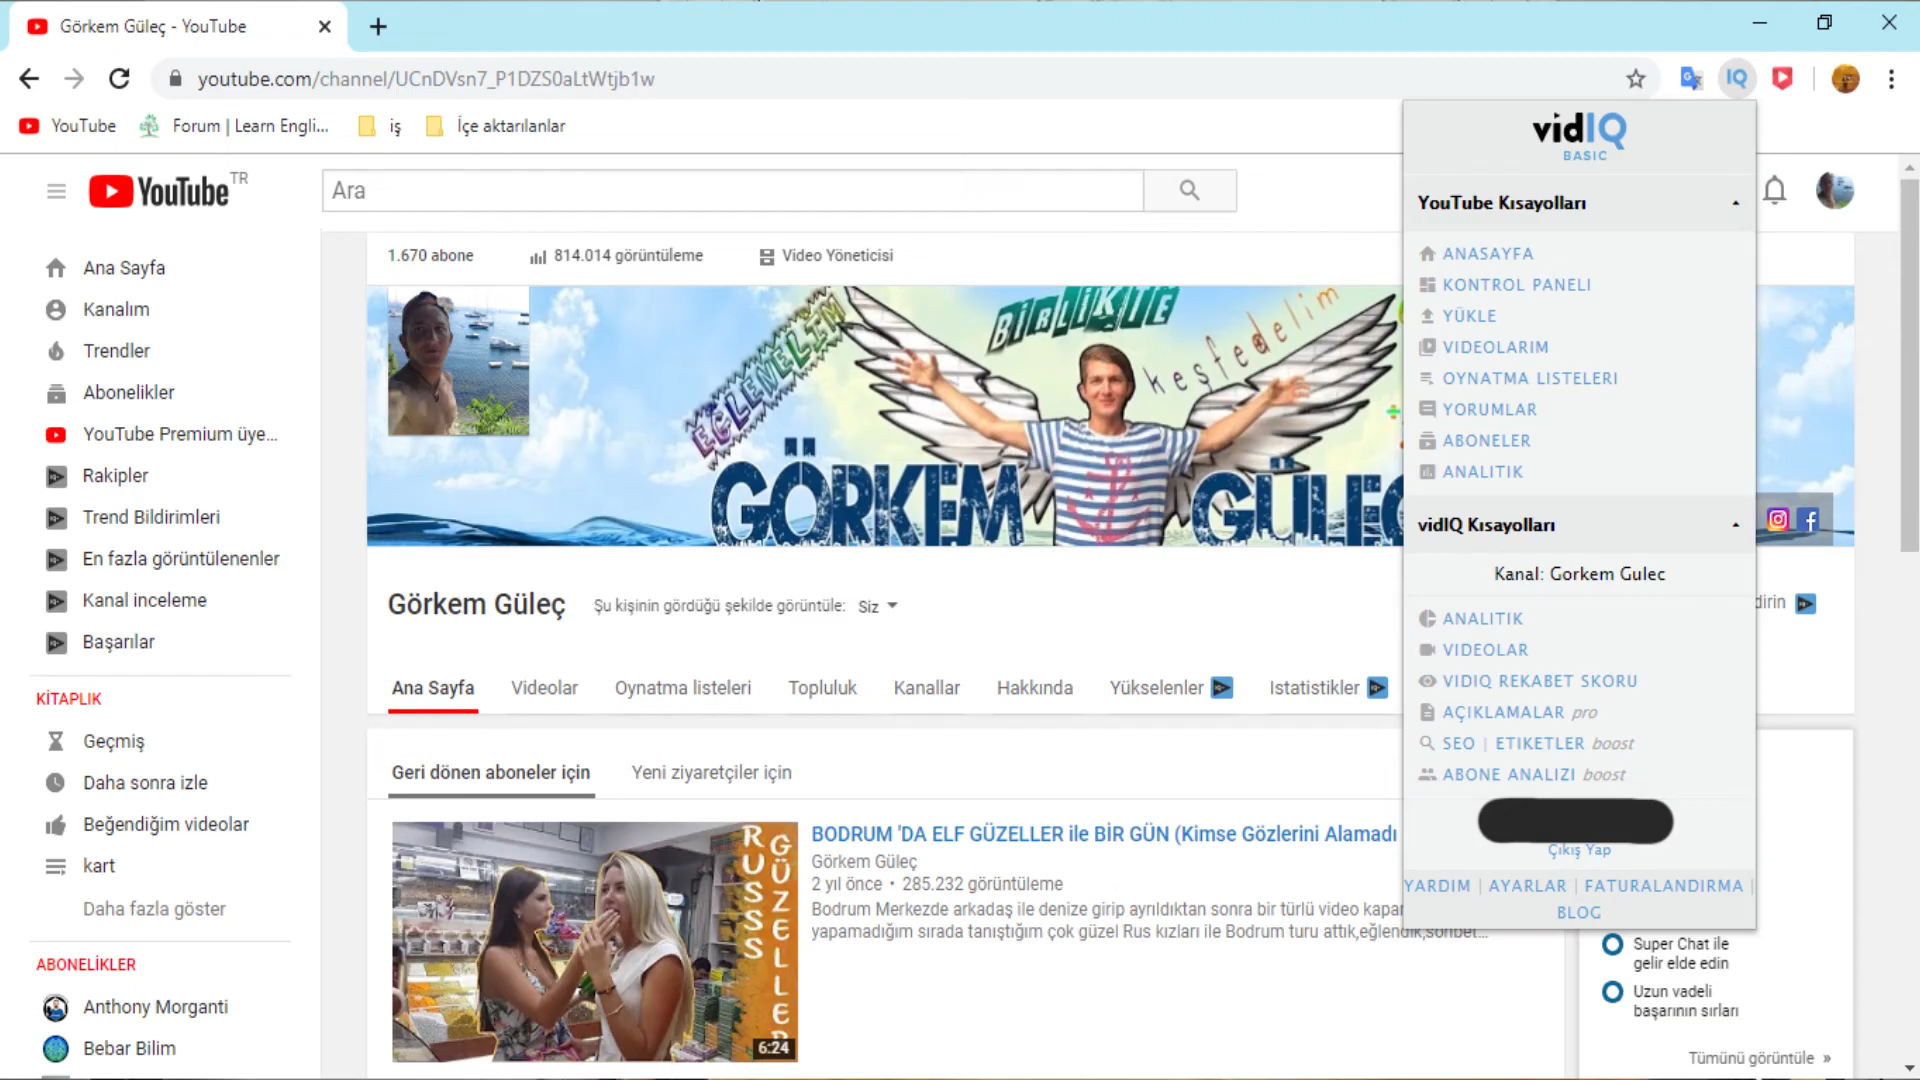 Görkem Güleç - YouTube
youtube.com/channel/UCnDVsn7_P1DZS0aLtWtjb1w
YouTube
Forum | Learn Engli...
iş
İçe aktarılanlar
YouTube TR
Ara
Ana Sayfa
Kanalım
Trendler
Abonelikler
YouTube Premium üye...
Rakipler
Trend Bildirimleri
En fazla görüntülenenler
Kanal inceleme
Başarılar
KİTAPLIK
Geçmiş
Daha sonra izle
Beğendiğim videolar
kart
Daha fazla göster
ABONELİKLER
Anthony Morganti
Bebar Bilim
1.670 abone
814.014 görüntüleme
Video Yöneticisi
EĞLENELİM
BİRLİKTE
keşfedelim
GÖRKEM GÜLEÇ
Görkem Güleç
Şu kişinin gördüğü şekilde görüntüle: Siz
Ana Sayfa
Videolar
Oynatma listeleri
Topluluk
Kanallar
Hakkında
Yükselenler
Istatistikler
Geri dönen aboneler için
Yeni ziyaretçiler için
RUSSS
GÜZELLER
6:24
BODRUM 'DA ELF GÜZELLER ile BİR GÜN (Kimse Gözlerini Alamadı
Görkem Güleç
2 yıl önce • 285.232 görüntüleme
Bodrum Merkezde arkadaş ile denize girip ayrıldıktan sonra bir türlü video kapar
yapamadığım sırada tanıştığım çok güzel Rus kızları ile Bodrum turu attık,eğlendik,sohbet...
vidIQ
BASIC
YouTube Kısayolları
ANASAYFA
KONTROL PANELI
YÜKLE
VIDEOLARIM
OYNATMA LISTELERI
YORUMLAR
ABONELER
ANALITIK
vidIQ Kısayolları
Kanal: Gorkem Gulec
ANALITIK
VIDEOLAR
VIDIQ REKABET SKORU
AÇIKLAMALAR pro
SEO | ETIKETLER boost
ABONE ANALIZI boost
Çıkış Yap
YARDIM | AYARLAR | FATURALANDIRMA |
BLOG
dirin
Super Chat ile
gelir elde edin
Uzun vadeli
başarının sırları
Tümünü görüntüle »